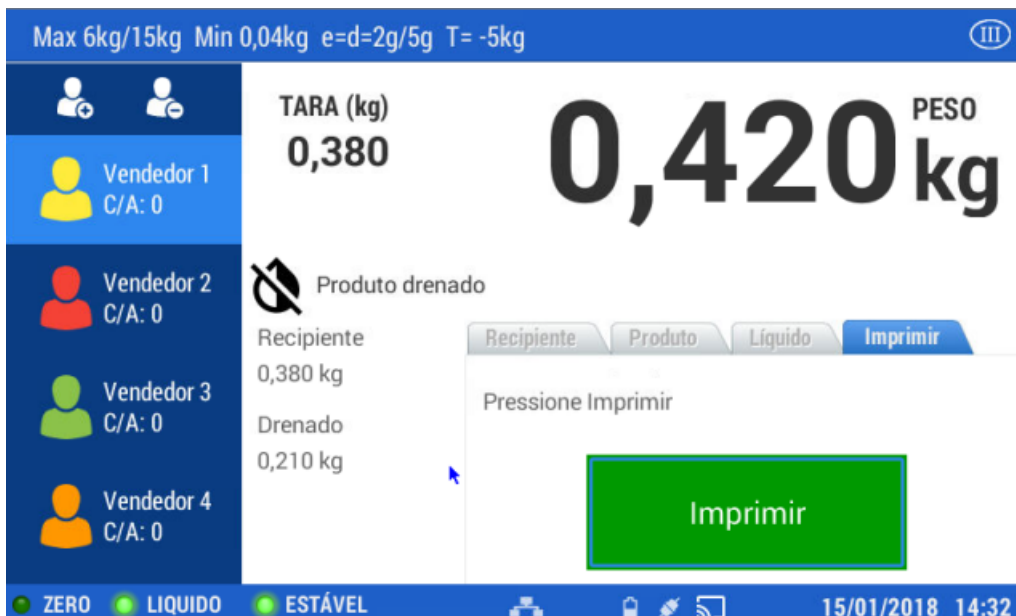 Max 6kg/15kg Min 0,04kg e=d=2g/5g T= -5kg
III
Vendedor 1
C/A: 0
Vendedor 2
C/A: 0
Vendedor 3
C/A: 0
Vendedor 4
C/A: 0
TARA (kg)
0,380
0,420 kg
PESO
Produto drenado
Recipiente
0,380 kg
Drenado
0,210 kg
Recipiente Produto Líquido Imprimir
Pressione Imprimir
Imprimir
ZERO LIQUIDO ESTÁVEL 15/01/2018 14:32